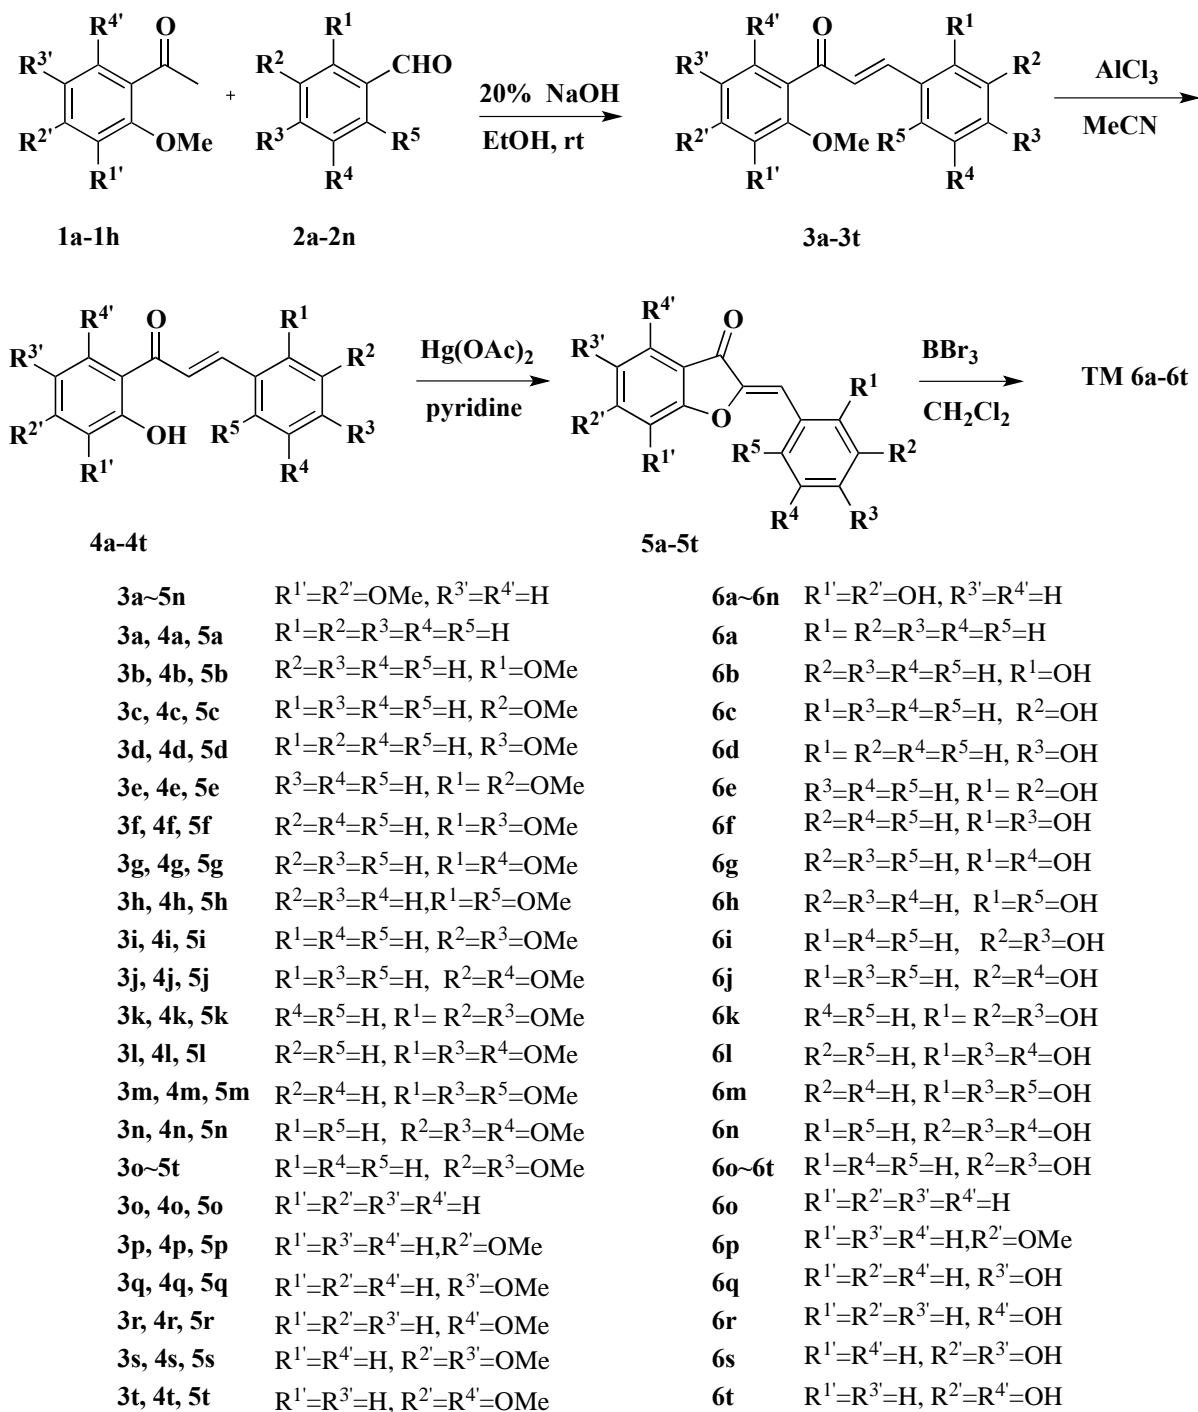 R4' O R1
R3' R2 CHO
R2' OMe R3 R5
R1' R4
+
20% NaOH
EtOH, rt
R4' O R1
R3' R2
R2' OMe R5 R3
R1' R4
AlCl3
MeCN
1a-1h 2a-2n 3a-3t
R4' O R1
R3' R2
R2' OH R5 R3
R1' R4
Hg(OAc)2
pyridine
R4' O
R3' R1
R2' O R5 R2
R1' R4 R3
BBr3
CH2Cl2
TM 6a-6t
4a-4t 5a-5t
3a~5n R1'=R2'=OMe, R3'=R4'=H 6a~6n R1'=R2'=OH, R3'=R4'=H
3a, 4a, 5a R1=R2=R3=R4=R5=H 6a R1= R2=R3=R4=R5=H
3b, 4b, 5b R2=R3=R4=R5=H, R1=OMe 6b R2=R3=R4=R5=H, R1=OH
3c, 4c, 5c R1=R3=R4=R5=H, R2=OMe 6c R1=R3=R4=R5=H, R2=OH
3d, 4d, 5d R1=R2=R4=R5=H, R3=OMe 6d R1= R2=R4=R5=H, R3=OH
3e, 4e, 5e R3=R4=R5=H, R1= R2=OMe 6e R3=R4=R5=H, R1= R2=OH
3f, 4f, 5f R2=R4=R5=H, R1=R3=OMe 6f R2=R4=R5=H, R1=R3=OH
3g, 4g, 5g R2=R3=R5=H, R1=R4=OMe 6g R2=R3=R5=H, R1=R4=OH
3h, 4h, 5h R2=R3=R4=H,R1=R5=OMe 6h R2=R3=R4=H, R1=R5=OH
3i, 4i, 5i R1=R4=R5=H, R2=R3=OMe 6i R1=R4=R5=H, R2=R3=OH
3j, 4j, 5j R1=R3=R5=H, R2=R4=OMe 6j R1=R3=R5=H, R2=R4=OH
3k, 4k, 5k R4=R5=H, R1= R2=R3=OMe 6k R4=R5=H, R1= R2=R3=OH
3l, 4l, 5l R2=R5=H, R1=R3=R4=OMe 6l R2=R5=H, R1=R3=R4=OH
3m, 4m, 5m R2=R4=H, R1=R3=R5=OMe 6m R2=R4=H, R1=R3=R5=OH
3n, 4n, 5n R1=R5=H, R2=R3=R4=OMe 6n R1=R5=H, R2=R3=R4=OH
3o~5t R1=R4=R5=H, R2=R3=OMe 6o~6t R1=R4=R5=H, R2=R3=OH
3o, 4o, 5o R1'=R2'=R3'=R4'=H 6o R1'=R2'=R3'=R4'=H
3p, 4p, 5p R1'=R3'=R4'=H,R2'=OMe 6p R1'=R3'=R4'=H,R2'=OMe
3q, 4q, 5q R1'=R2'=R4'=H, R3'=OMe 6q R1'=R2'=R4'=H, R3'=OH
3r, 4r, 5r R1'=R2'=R3'=H, R4'=OMe 6r R1'=R2'=R3'=H, R4'=OH
3s, 4s, 5s R1'=R4'=H, R2'=R3'=OMe 6s R1'=R4'=H, R2'=R3'=OH
3t, 4t, 5t R1'=R3'=H, R2'=R4'=OMe 6t R1'=R3'=H, R2'=R4'=OH